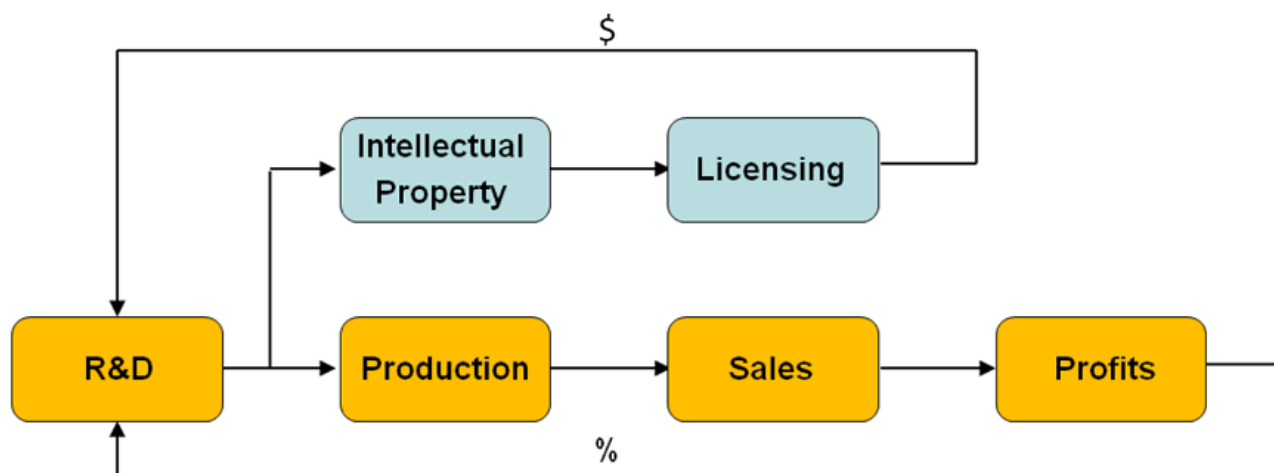 $
Intellectual
Property
Licensing
R&D
Production
Sales
Profits
%